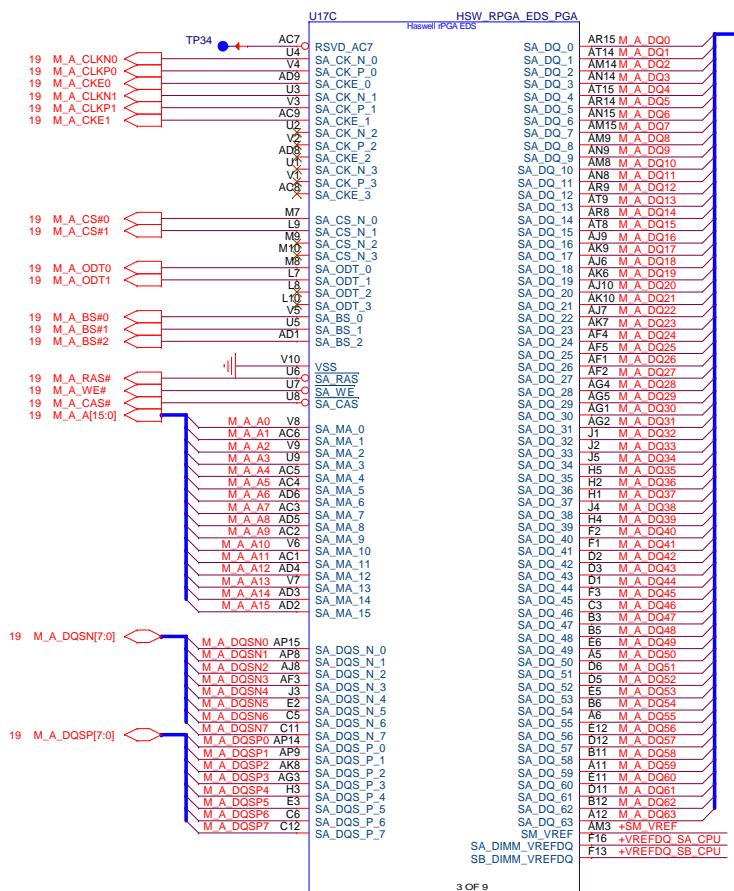 U17C HSW_RPGA_EDS_PGA
Haswell rPGA EDS
TP34 AC7 RSVD_AC7
19 M_A_CLKN0 U4 SA_CK_N_0
19 M_A_CLKP0 V4 SA_CK_P_0
19 M_A_CKE0 AD9 SA_CKE_0
19 M_A_CLKN1 U3 SA_CK_N_1
19 M_A_CLKP1 V3 SA_CK_P_1
19 M_A_CKE1 AC9 SA_CKE_1
U2 SA_CK_N_2
V2 SA_CK_P_2
AD8 SA_CKE_2
U1 SA_CK_N_3
V1 SA_CK_P_3
AC8 SA_CKE_3
19 M_A_CS#0 M7 SA_CS_N_0
19 M_A_CS#1 L9 SA_CS_N_1
M9 SA_CS_N_2
M10 SA_CS_N_3
19 M_A_ODT0 M8 SA_ODT_0
19 M_A_ODT1 L7 SA_ODT_1
L8 SA_ODT_2
L10 SA_ODT_3
19 M_A_BS#0 V5 SA_BS_0
19 M_A_BS#1 U5 SA_BS_1
19 M_A_BS#2 AD1 SA_BS_2
V10 VSS
19 M_A_RAS# U6 SA_RAS
19 M_A_WE# U7 SA_WE
19 M_A_CAS# U8 SA_CAS
19 M_A_A[15:0]
M_A_A0 V8 SA_MA_0
M_A_A1 AC6 SA_MA_1
M_A_A2 V9 SA_MA_2
M_A_A3 U9 SA_MA_3
M_A_A4 AC5 SA_MA_4
M_A_A5 AC4 SA_MA_5
M_A_A6 AD6 SA_MA_6
M_A_A7 AC3 SA_MA_7
M_A_A8 AD5 SA_MA_8
M_A_A9 AC2 SA_MA_9
M_A_A10 V6 SA_MA_10
M_A_A11 AC1 SA_MA_11
M_A_A12 AD4 SA_MA_12
M_A_A13 V7 SA_MA_13
M_A_A14 AD3 SA_MA_14
M_A_A15 AD2 SA_MA_15
19 M_A_DQSN[7:0]
M_A_DQSN0 AP15 SA_DQS_N_0
M_A_DQSN1 AP8 SA_DQS_N_1
M_A_DQSN2 AJ8 SA_DQS_N_2
M_A_DQSN3 AF3 SA_DQS_N_3
M_A_DQSN4 J3 SA_DQS_N_4
M_A_DQSN5 E2 SA_DQS_N_5
M_A_DQSN6 C5 SA_DQS_N_6
M_A_DQSN7 C11 SA_DQS_N_7
19 M_A_DQSP[7:0]
M_A_DQSP0 AP14 SA_DQS_P_0
M_A_DQSP1 AP9 SA_DQS_P_1
M_A_DQSP2 AK8 SA_DQS_P_2
M_A_DQSP3 AG3 SA_DQS_P_3
M_A_DQSP4 H3 SA_DQS_P_4
M_A_DQSP5 E3 SA_DQS_P_5
M_A_DQSP6 C6 SA_DQS_P_6
M_A_DQSP7 C12 SA_DQS_P_7
SA_DQ_0 AR15 M_A_DQ0
SA_DQ_1 AT14 M_A_DQ1
SA_DQ_2 AM14 M_A_DQ2
SA_DQ_3 AN14 M_A_DQ3
SA_DQ_4 AT15 M_A_DQ4
SA_DQ_5 AR14 M_A_DQ5
SA_DQ_6 AN15 M_A_DQ6
SA_DQ_7 AM15 M_A_DQ7
SA_DQ_8 AM9 M_A_DQ8
SA_DQ_9 AN9 M_A_DQ9
SA_DQ_10 AM8 M_A_DQ10
SA_DQ_11 AN8 M_A_DQ11
SA_DQ_12 AR9 M_A_DQ12
SA_DQ_13 AT9 M_A_DQ13
SA_DQ_14 AR8 M_A_DQ14
SA_DQ_15 AT8 M_A_DQ15
SA_DQ_16 AJ9 M_A_DQ16
SA_DQ_17 AK9 M_A_DQ17
SA_DQ_18 AJ6 M_A_DQ18
SA_DQ_19 AK6 M_A_DQ19
SA_DQ_20 AJ10 M_A_DQ20
SA_DQ_21 AK10 M_A_DQ21
SA_DQ_22 AJ7 M_A_DQ22
SA_DQ_23 AK7 M_A_DQ23
SA_DQ_24 AF4 M_A_DQ24
SA_DQ_25 AF5 M_A_DQ25
SA_DQ_26 AF1 M_A_DQ26
SA_DQ_27 AF2 M_A_DQ27
SA_DQ_28 AG4 M_A_DQ28
SA_DQ_29 AG5 M_A_DQ29
SA_DQ_30 AG1 M_A_DQ30
SA_DQ_31 AG2 M_A_DQ31
SA_DQ_32 J1 M_A_DQ32
SA_DQ_33 J2 M_A_DQ33
SA_DQ_34 J5 M_A_DQ34
SA_DQ_35 H5 M_A_DQ35
SA_DQ_36 H2 M_A_DQ36
SA_DQ_37 H1 M_A_DQ37
SA_DQ_38 J4 M_A_DQ38
SA_DQ_39 H4 M_A_DQ39
SA_DQ_40 F2 M_A_DQ40
SA_DQ_41 F1 M_A_DQ41
SA_DQ_42 D2 M_A_DQ42
SA_DQ_43 D3 M_A_DQ43
SA_DQ_44 D1 M_A_DQ44
SA_DQ_45 F3 M_A_DQ45
SA_DQ_46 C3 M_A_DQ46
SA_DQ_47 B3 M_A_DQ47
SA_DQ_48 B5 M_A_DQ48
SA_DQ_49 E6 M_A_DQ49
SA_DQ_50 A5 M_A_DQ50
SA_DQ_51 D6 M_A_DQ51
SA_DQ_52 D5 M_A_DQ52
SA_DQ_53 E5 M_A_DQ53
SA_DQ_54 B6 M_A_DQ54
SA_DQ_55 A6 M_A_DQ55
SA_DQ_56 E12 M_A_DQ56
SA_DQ_57 D12 M_A_DQ57
SA_DQ_58 B11 M_A_DQ58
SA_DQ_59 A11 M_A_DQ59
SA_DQ_60 E11 M_A_DQ60
SA_DQ_61 D11 M_A_DQ61
SA_DQ_62 B12 M_A_DQ62
SA_DQ_63 A12 M_A_DQ63
SM_VREF AM3 +SM_VREF
SA_DIMM_VREFDQ F16 +VREFDQ_SA_CPU
SB_DIMM_VREFDQ F13 +VREFDQ_SB_CPU
3 OF 9